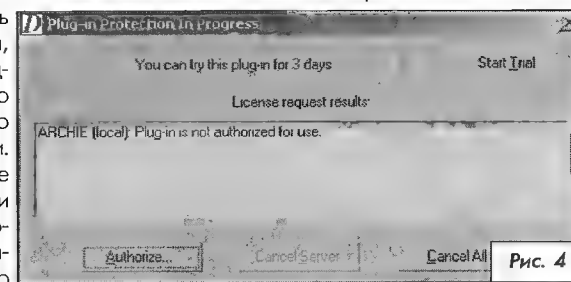 Plug-in Protection In Progress
You can try this plug-in for 3 days
Start Trial
License request results:
ARCHIE (local): Plug-in is not authorized for use.
Authorize...
Cancel Server
Cancel All
Рис. 4